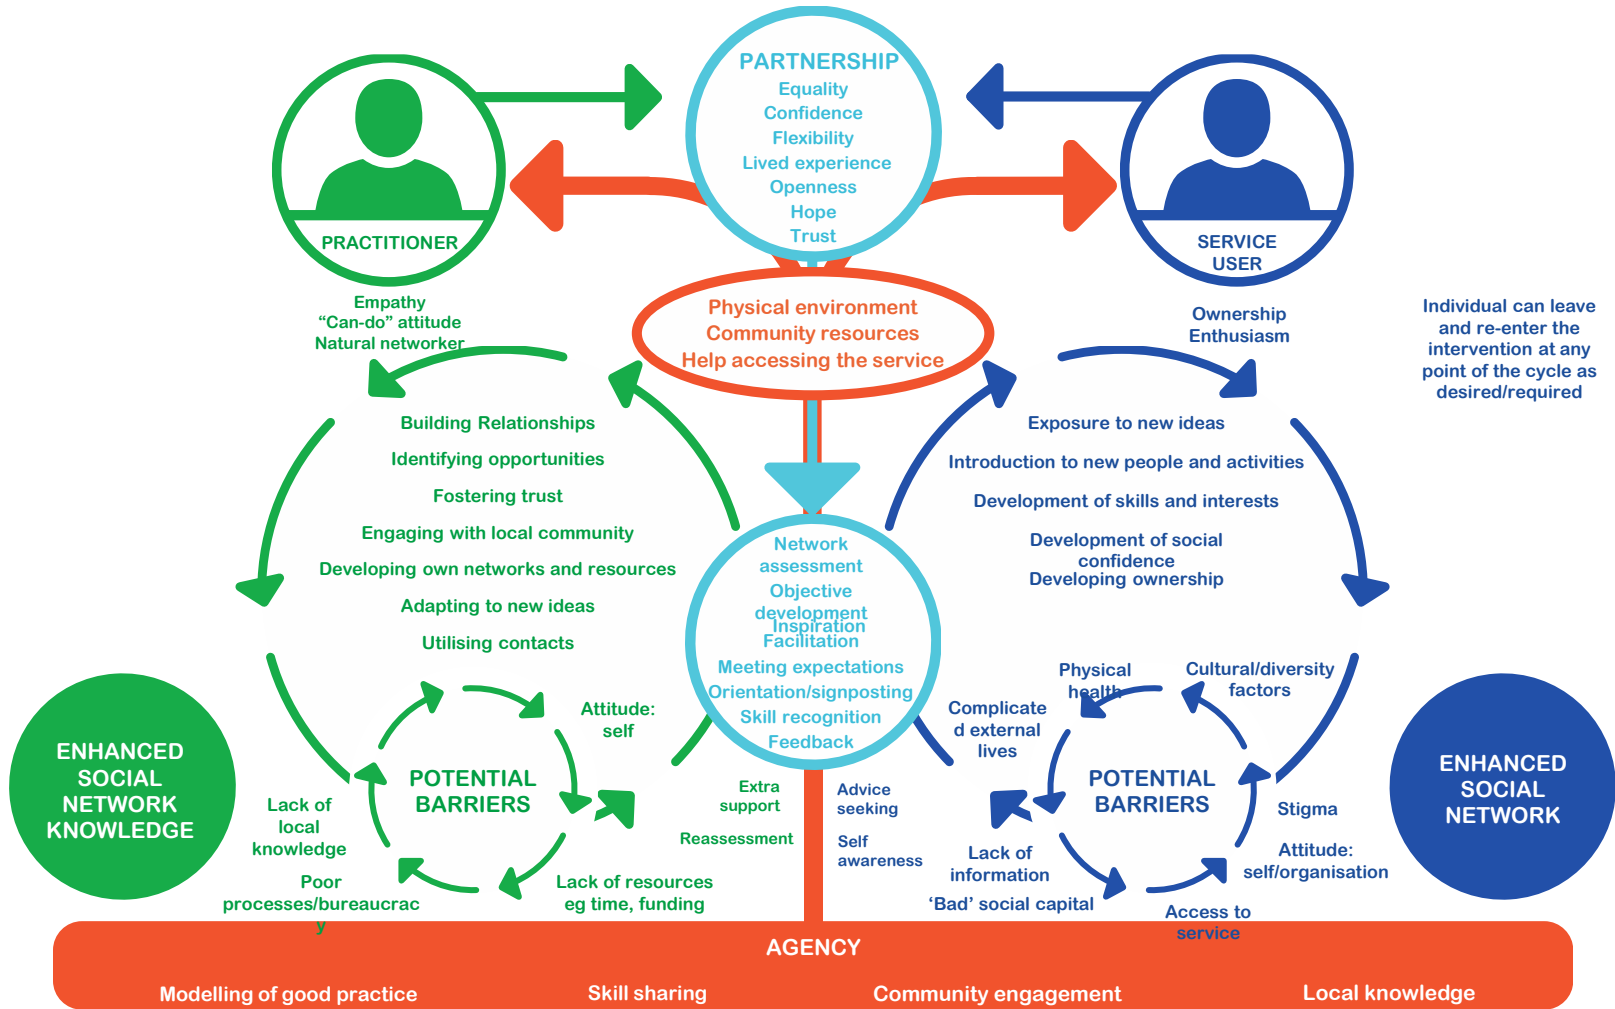 PARTNERSHIP
Equality
Confidence
Flexibility
Lived experience
Openness
Hope
Trust
PRACTITIONER
SERVICE
USER
Empathy
“Can-do” attitude
Natural networker
Physical environment
Community resources
Help accessing the service
Ownership
Enthusiasm
Individual can leave
and re-enter the
intervention at any
point of the cycle as
desired/required
Building Relationships
Identifying opportunities
Fostering trust
Engaging with local community
Developing own networks and resources
Adapting to new ideas
Utilising contacts
Exposure to new ideas
Introduction to new people and activities
Development of skills and interests
Development of social
confidence
Developing ownership
Network
assessment
Objective
development
Inspiration
Facilitation
Meeting expectations
Orientation/signposting
Skill recognition
Feedback
ENHANCED
SOCIAL
NETWORK
KNOWLEDGE
POTENTIAL
BARRIERS
Attitude:
self
Lack of
local
knowledge
Poor
processes/bureaucrac
y
Lack of resources
eg time, funding
Extra
support
Reassessment
Advice
seeking
Self
awareness
Physical
health
Cultural/diversity
factors
Complicate
d external
lives
POTENTIAL
BARRIERS
Stigma
Attitude:
self/organisation
Lack of
information
‘Bad’ social capital
Access to
service
ENHANCED
SOCIAL
NETWORK
AGENCY
Modelling of good practice
Skill sharing
Community engagement
Local knowledge